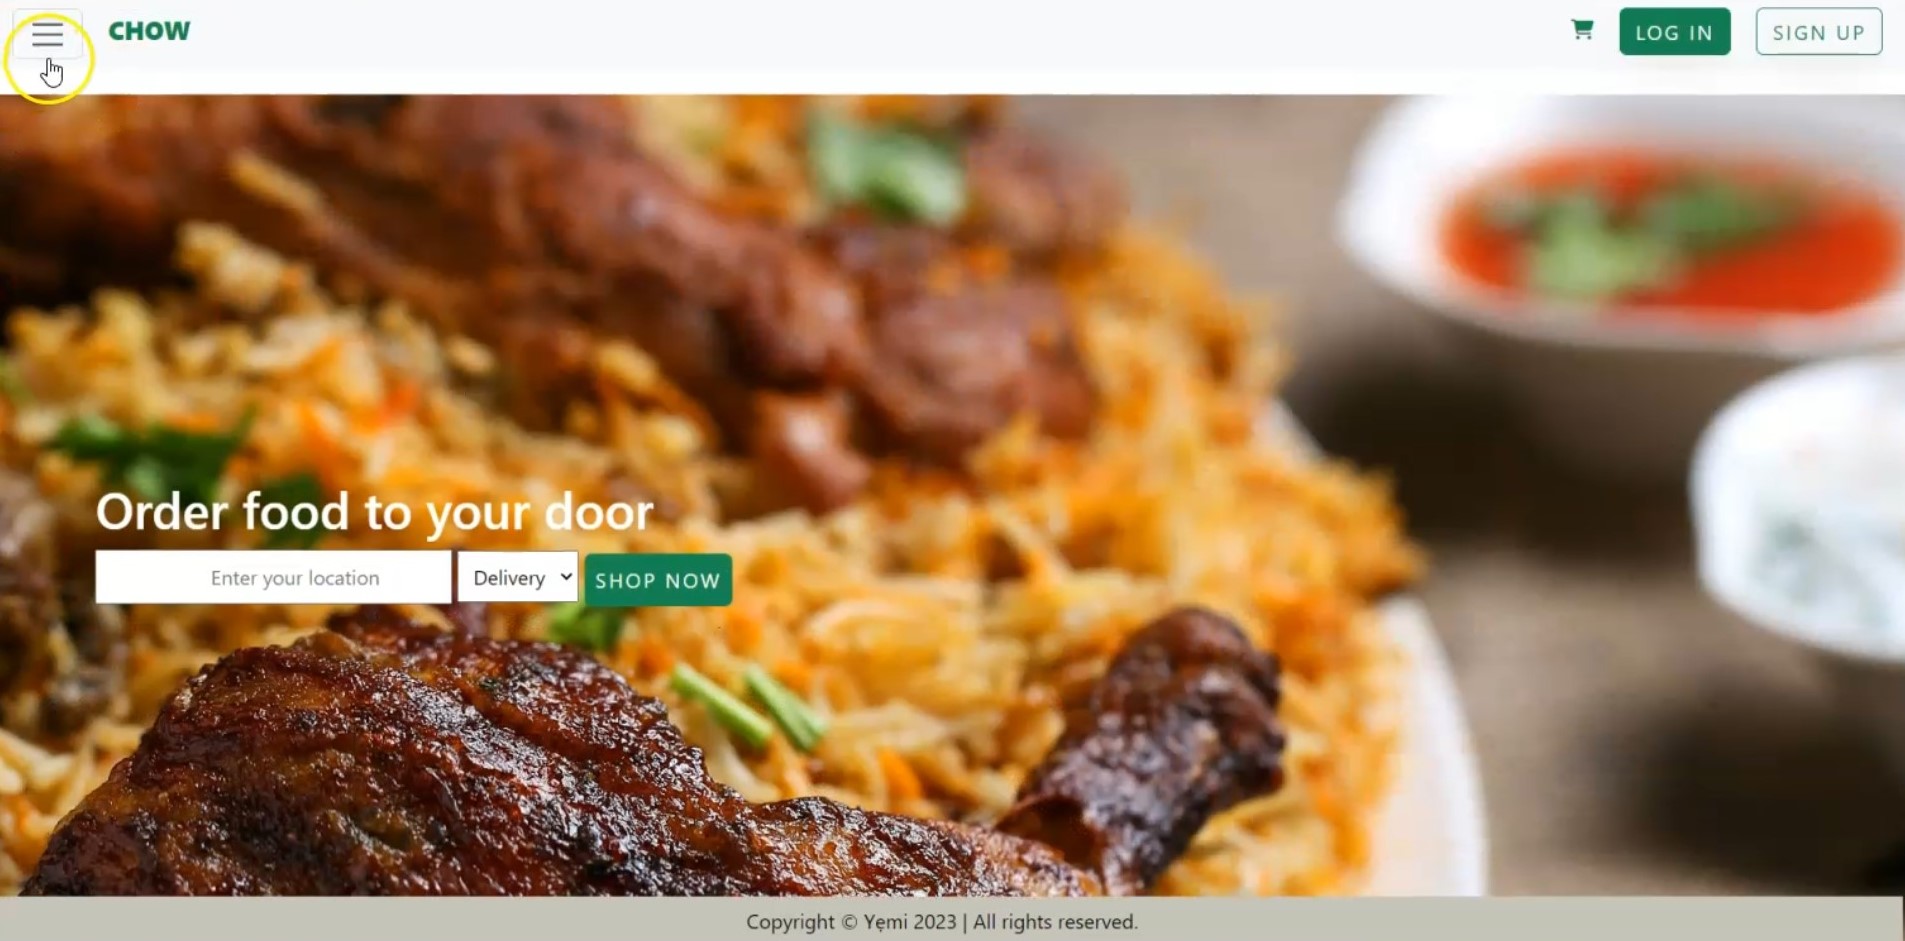 CHOW
LOG IN
SIGN UP
Order food to your door
Enter your location
Delivery
SHOP NOW
Copyright © Yẹmi 2023 | All rights reserved.